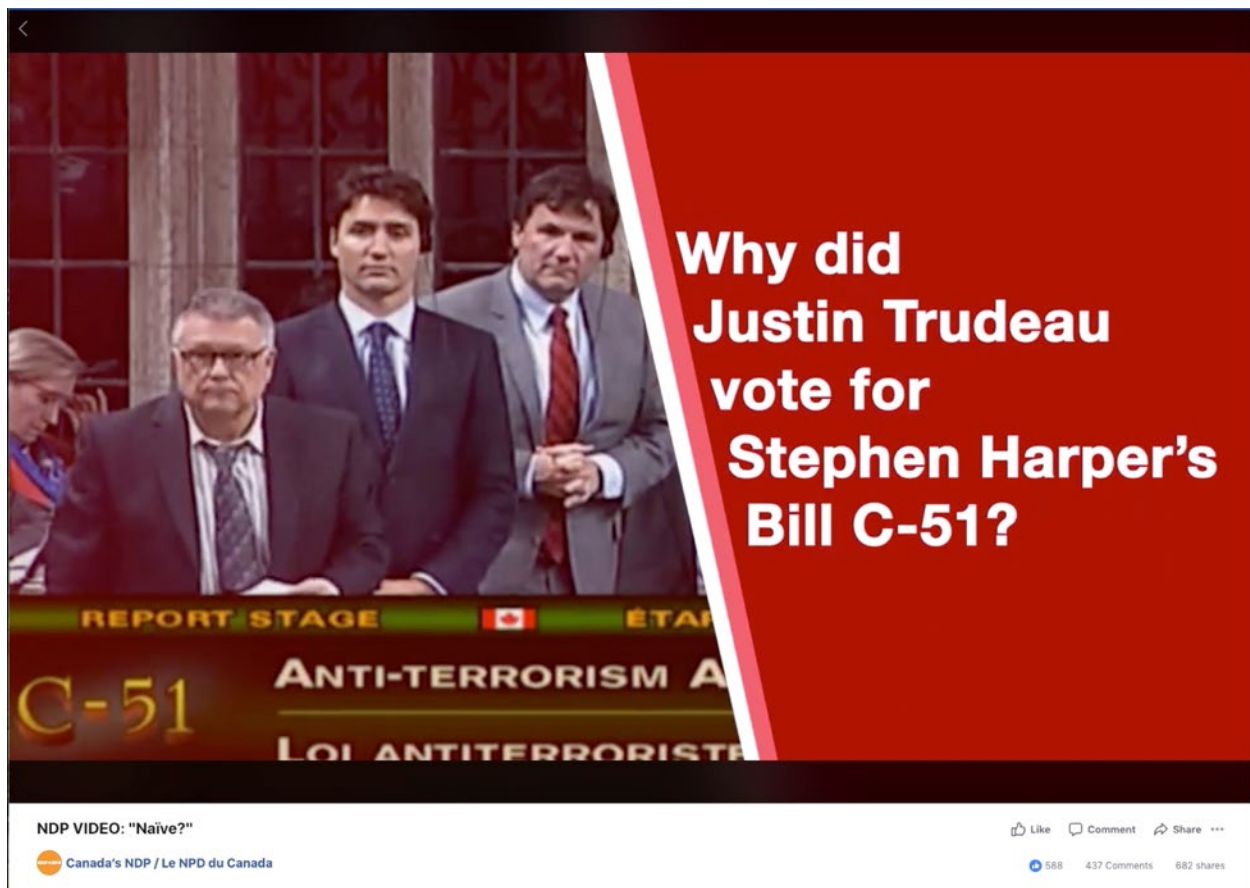 Why did
Justin Trudeau
vote for
Stephen Harper's
Bill C-51?
REPORT STAGE
ÉTAP
C-51
ANTI-TERRORISM A
LOI ANTITERRORISTE
NDP VIDEO: "Naïve?"
Like Comment Share
Canada's NDP / Le NPD du Canada
588 437 Comments 682 shares